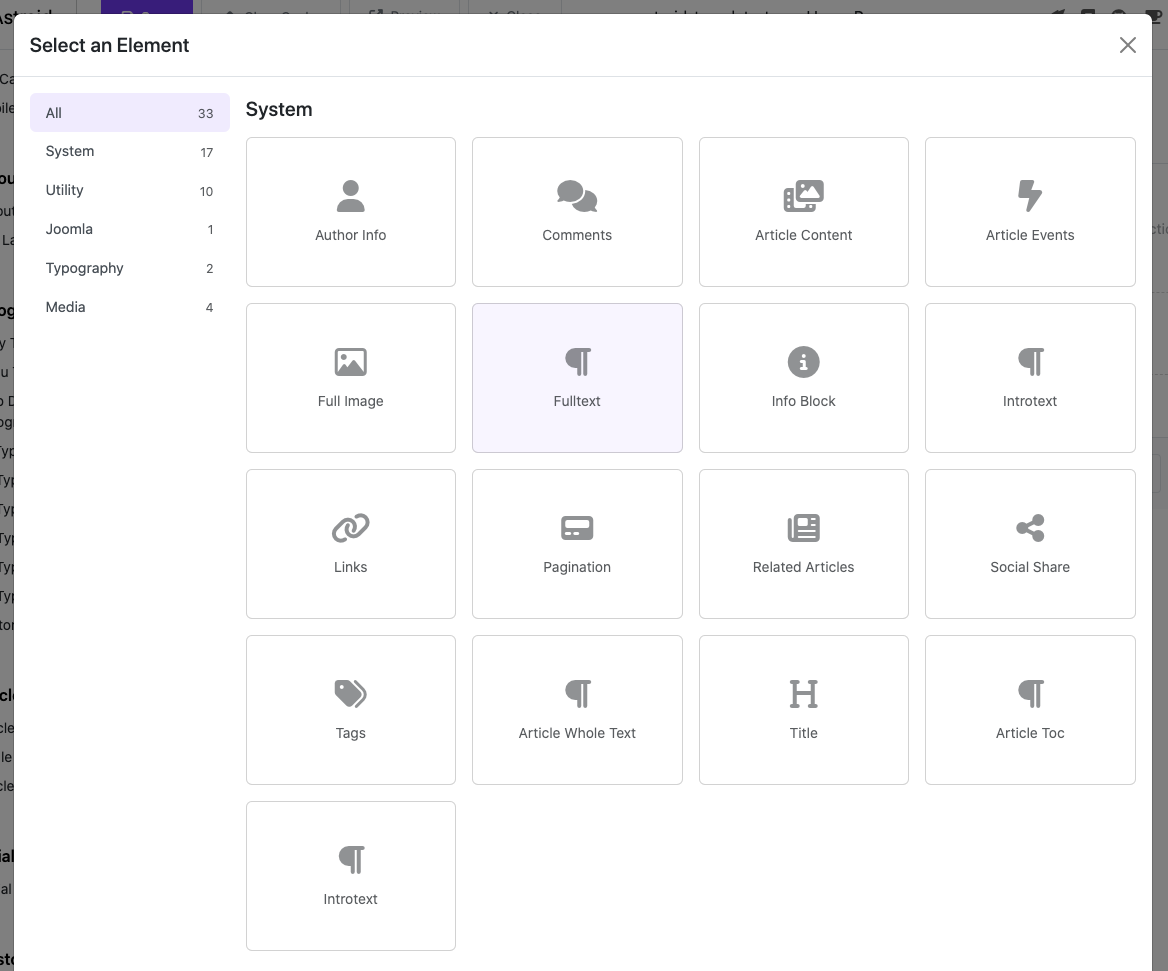 Select an Element
All 33
System 17
Utility 10
Joomla 1
Typography 2
Media 4
System
Author Info
Comments
Article Content
Article Events
Full Image
Fulltext
Info Block
Introtext
Links
Pagination
Related Articles
Social Share
Tags
Article Whole Text
Title
Article Toc
Introtext